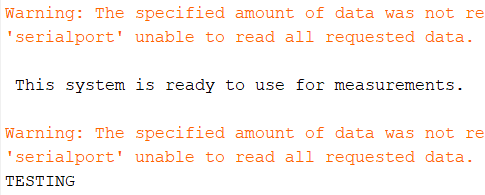 Warning: The specified amount of data was not re
'serialport' unable to read all requested data.
This system is ready to use for measurements.
Warning: The specified amount of data was not re
'serialport' unable to read all requested data.
TESTING